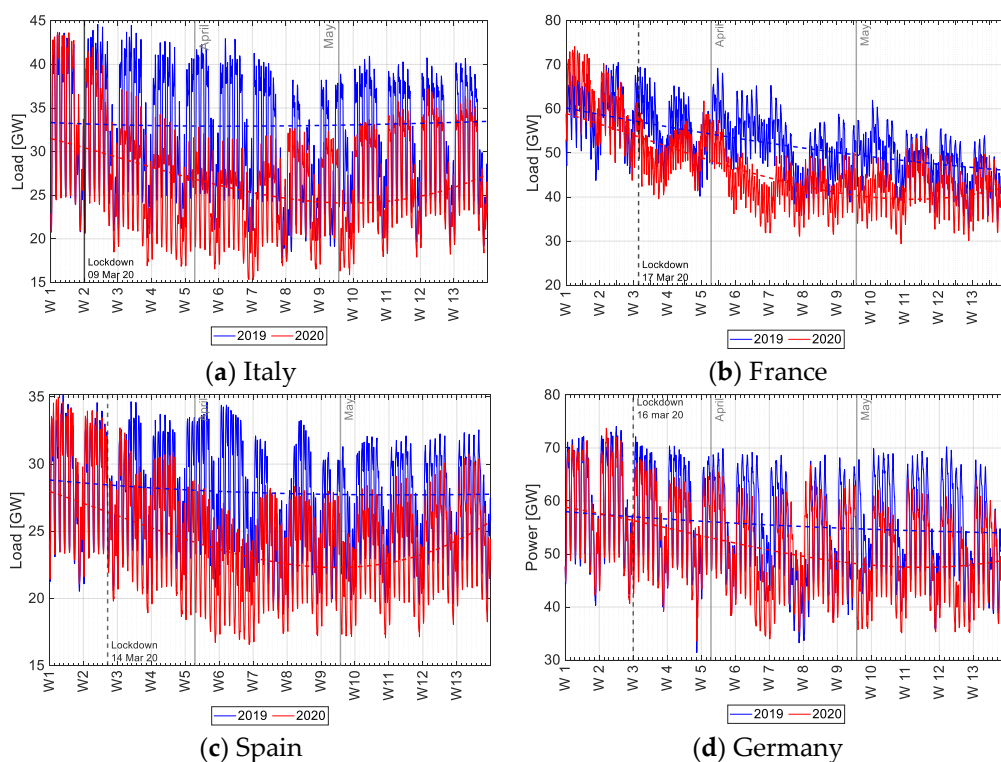 45
40
35
30
25
20
15
Load [GW]
April
May
Lockdown
09 Mar 20
W 1
W 2
W 3
W 4
W 5
W 6
W 7
W 8
W 9
W 10
W 11
W 12
W 13
2019 2020
(a) Italy
80
70
60
50
40
30
20
Load [GW]
April
May
Lockdown
17 Mar 20
W 1
W 2
W 3
W 4
W 5
W 6
W 7
W 8
W 9
W 10
W 11
W 12
W 13
2019 2020
(b) France
35
30
25
20
15
Load [GW]
April
May
Lockdown
14 Mar 20
W1
W2
W3
W4
W5
W6
W7
W8
W9
W10
W11
W12
W13
2019 2020
(c) Spain
80
70
60
50
40
30
Power [GW]
Lockdown
16 mar 20
April
May
W 1
W 2
W 3
W 4
W 5
W 6
W 7
W 8
W 9
W 10
W 11
W 12
W 13
2019 2020
(d) Germany